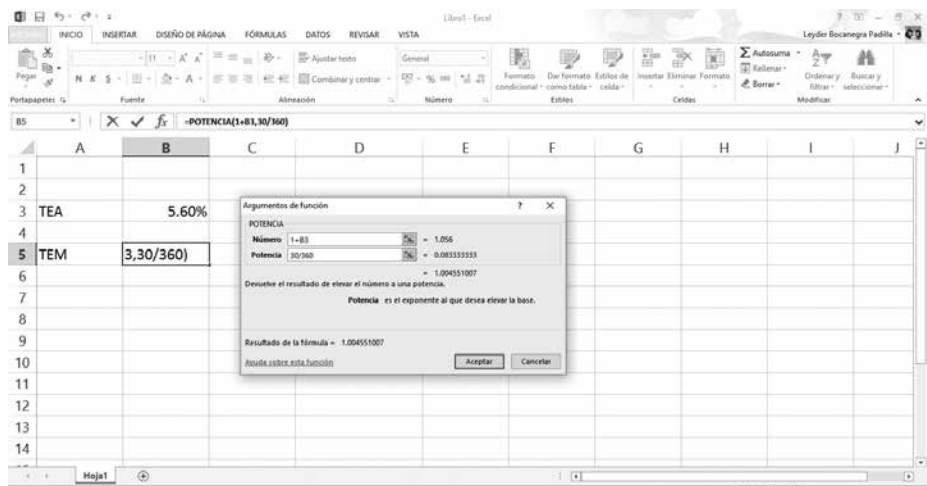 Libro1 - Excel
INICIO INSERTAR DISEÑO DE PÁGINA FÓRMULAS DATOS REVISAR VISTA
Leyder Bocanegra Padilla
Pegar
11
N K S
Ajustar texto
Combinar y centrar
General
Formato condicional
Dar formato como tabla
Estilos de celda
Insertar Eliminar Formato
Autosuma
Rellenar
Borrar
Ordenar y filtrar
Buscar y seleccionar
Portapapeles Fuente Alineación Número Estilos Celdas Modificar
B5 fx =POTENCIA(1+B3,30/360)
A B C D E F G H I J
1
2
3 TEA 5.60%
4
5 TEM 3,30/360)
6
7
8
9
10
11
12
13
14
Argumentos de función ? X
POTENCIA
Número 1+B3 = 1.056
Potencia 30/360 = 0.083333333
= 1.004551007
Devuelve el resultado de elevar el número a una potencia.
Potencia es el exponente al que desea elevar la base.
Resultado de la fórmula = 1.004551007
Ayuda sobre esta función
Aceptar Cancelar
Hoja1